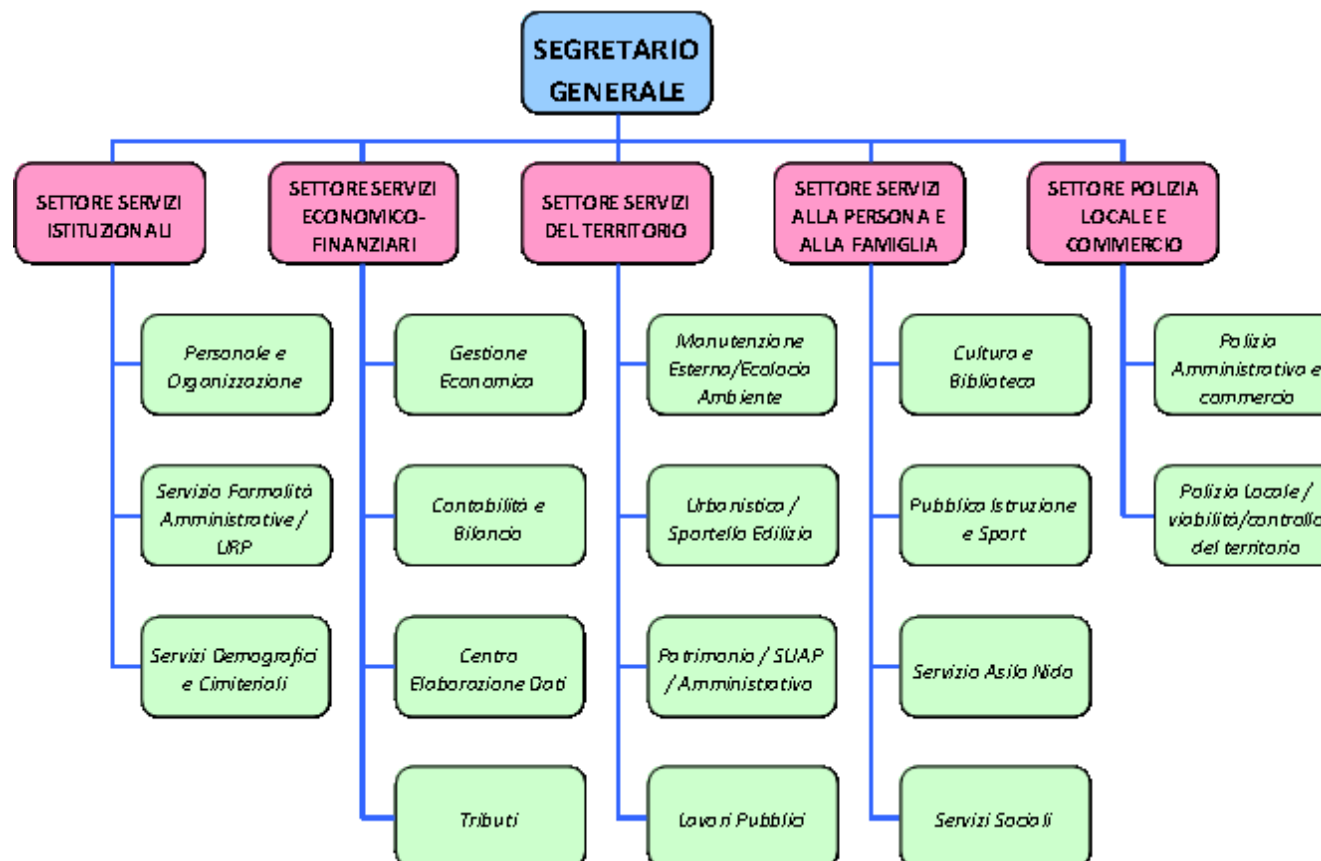 SEGRETARIO
GENERALE
SETTORE SERVIZI
ISTITUZIONALI
SETTORE SERVIZI
ECONOMICO-
FINANZIARI
SETTORE SERVIZI
DEL TERRITORIO
SETTORE SERVIZI
ALLA PERSONA E
ALLA FAMIGLIA
SETTORE POLIZIA
LOCALE E
COMMERCIO
Personale e
Organizzazione
Gestione
Economica
Manutenzione
Esterna/Ecologia
Ambiente
Cultura e
Biblioteca
Polizia
Amministrativa e
commercio
Servizio Formalità
Amministrative /
URP
Contabilità e
Bilancio
Urbanistica /
Sportello Edilizio
Pubblica Istruzione
e Sport
Polizia Locale /
viabilità/controllo
del territorio
Servizi Demografici
e Cimiteriali
Centro
Elaborazione Dati
Patrimonio / SUAP
/ Amministrativo
Servizio Asilo Nido
Tributi
Lavori Pubblici
Servizi Sociali